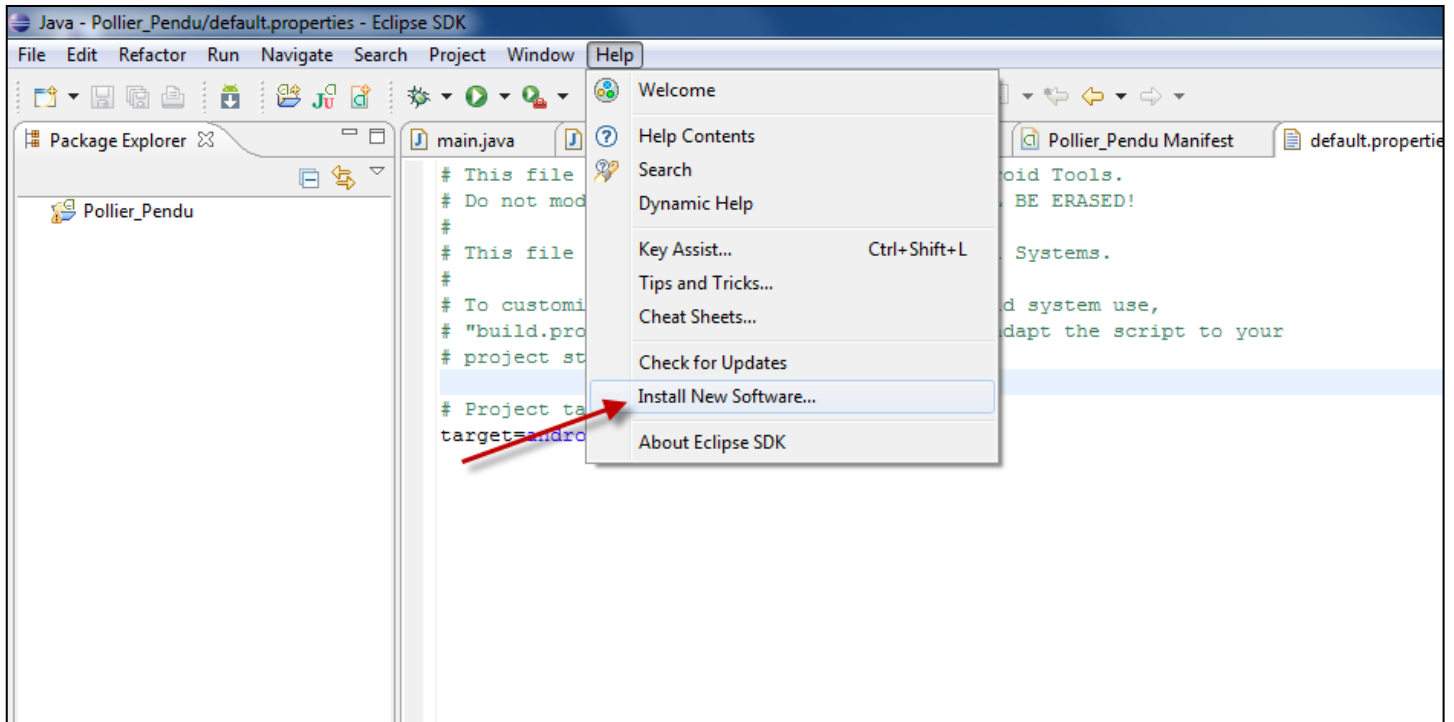 Java - Pollier_Pendu/default.properties - Eclipse SDK
File Edit Refactor Run Navigate Search Project Window Help
Package Explorer
Pollier_Pendu
main.java
Pollier_Pendu Manifest
default.propertie
# This file
# Do not mod
#
# This file
#
# To customi
# "build.pro
# project st
# Project ta
target=andro
Welcome
Help Contents
Search
Dynamic Help
Key Assist... Ctrl+Shift+L
Tips and Tricks...
Cheat Sheets...
Check for Updates
Install New Software...
About Eclipse SDK
oid Tools.
BE ERASED!
Systems.
d system use,
dapt the script to your